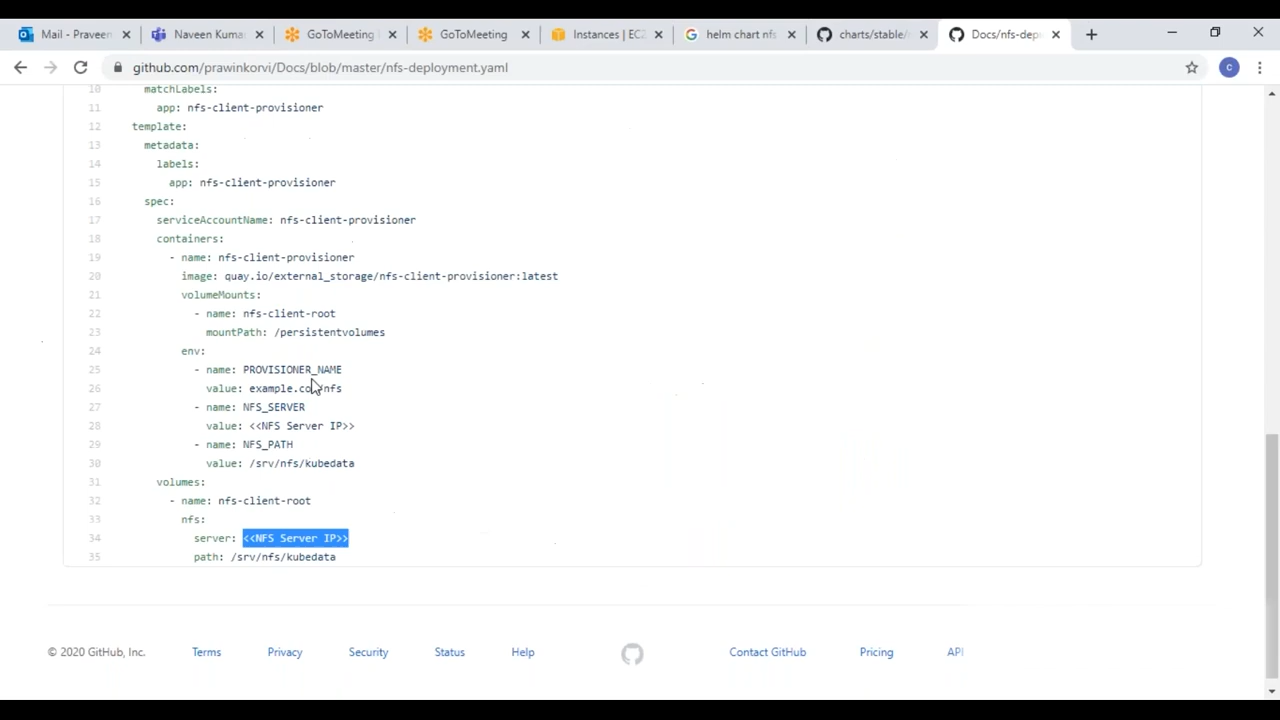 Mail - Praveen
Naveen Kuma
GoToMeeting
GoToMeeting
Instances | EC2
helm chart nfs
charts/stable/
Docs/nfs-dep
github.com/prawinkorvi/Docs/blob/master/nfs-deployment.yaml
C
10 matchLabels:
11 app: nfs-client-provisioner
12 template:
13 metadata:
14 labels:
15 app: nfs-client-provisioner
16 spec:
17 serviceAccountName: nfs-client-provisioner
18 containers:
19 - name: nfs-client-provisioner
20 image: quay.io/external_storage/nfs-client-provisioner:latest
21 volumeMounts:
22 - name: nfs-client-root
23 mountPath: /persistentvolumes
24 env:
25 - name: PROVISIONER_NAME
26 value: example.com/nfs
27 - name: NFS_SERVER
28 value: <<NFS Server IP>>
29 - name: NFS_PATH
30 value: /srv/nfs/kubedata
31 volumes:
32 - name: nfs-client-root
33 nfs:
34 server: <<NFS Server IP>>
35 path: /srv/nfs/kubedata
© 2020 GitHub, Inc. Terms Privacy Security Status Help Contact GitHub Pricing API